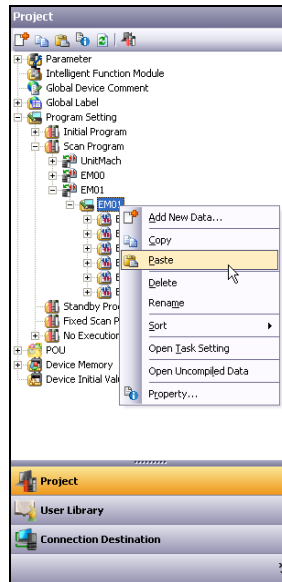 Project
Parameter
Intelligent Function Module
Global Device Comment
Global Label
Program Setting
Initial Program
Scan Program
UnitMach
EM00
EM01
EM01
Add New Data...
Copy
Paste
Delete
Rename
Sort
Open Task Setting
Open Uncompiled Data
Property...
Standby Pro
Fixed Scan P
No Execution
POU
Device Memory
Device Initial Val
Project
User Library
Connection Destination